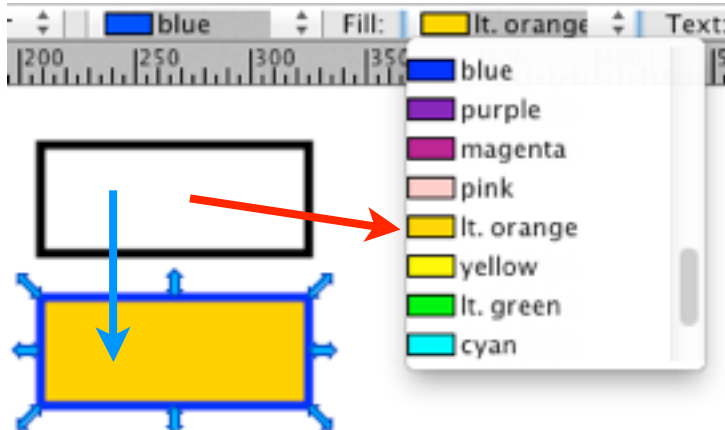 blue Fill: lt. orange Text:
200 250 300 350
blue
purple
magenta
pink
lt. orange
yellow
lt. green
cyan